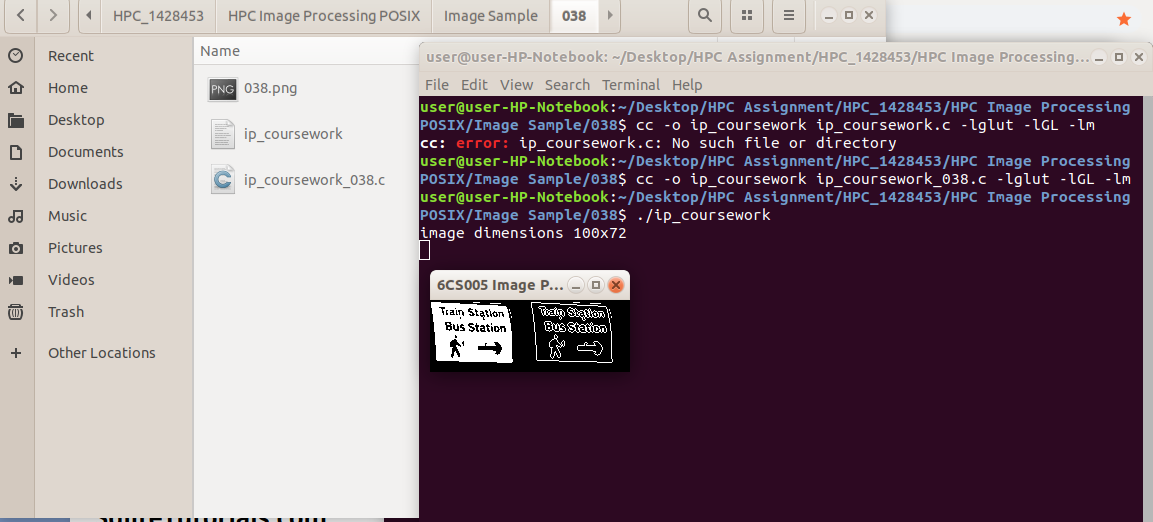 HPC_1428453 HPC Image Processing POSIX Image Sample 038
Recent
Home
Desktop
Documents
Downloads
Music
Pictures
Videos
Trash
Other Locations
Name
PNG 038.png
ip_coursework
C ip_coursework_038.c
user@user-HP-Notebook: ~/Desktop/HPC Assignment/HPC_1428453/HPC Image Processing...
File Edit View Search Terminal Help
user@user-HP-Notebook:~/Desktop/HPC Assignment/HPC_1428453/HPC Image Processing
POSIX/Image Sample/038$ cc -o ip_coursework ip_coursework.c -lglut -lGL -lm
cc: error: ip_coursework.c: No such file or directory
user@user-HP-Notebook:~/Desktop/HPC Assignment/HPC_1428453/HPC Image Processing
POSIX/Image Sample/038$ cc -o ip_coursework ip_coursework_038.c -lglut -lGL -lm
user@user-HP-Notebook:~/Desktop/HPC Assignment/HPC_1428453/HPC Image Processing
POSIX/Image Sample/038$ ./ip_coursework
image dimensions 100x72
6CS005 Image P...
Train Station
Bus Station
Train Station
Bus Station